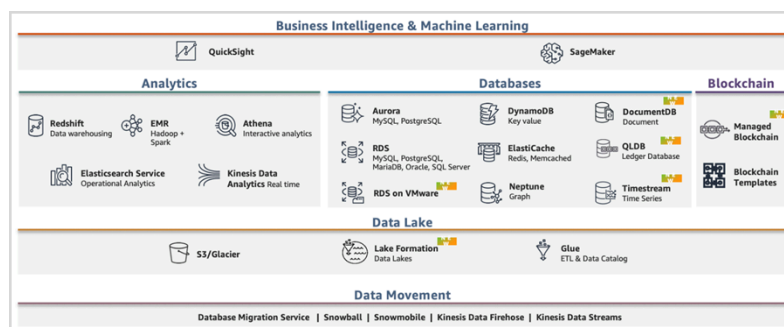 Business Intelligence & Machine Learning
QuickSight
SageMaker
Analytics
Redshift
Data warehousing
EMR
Hadoop +
Spark
Athena
Interactive analytics
Elasticsearch Service
Operational Analytics
Kinesis Data
Analytics Real time
Databases
Aurora
MySQL, PostgreSQL
DynamoDB
Key value
DocumentDB
Document
RDS
MySQL, PostgreSQL,
MariaDB, Oracle, SQL Server
ElastiCache
Redis, Memcached
QLDB
Ledger Database
RDS on VMware
Neptune
Graph
Timestream
Time Series
Blockchain
Managed
Blockchain
Blockchain
Templates
Data Lake
S3/Glacier
Lake Formation
Data Lakes
Glue
ETL & Data Catalog
Data Movement
Database Migration Service | Snowball | Snowmobile | Kinesis Data Firehose | Kinesis Data Streams